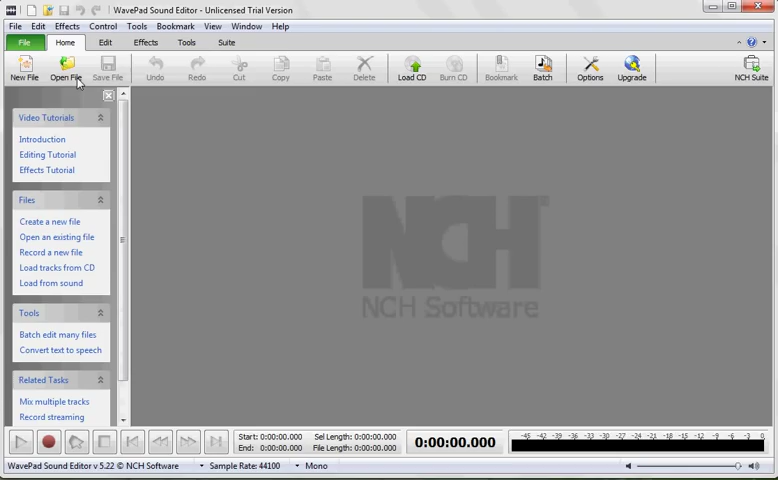 WavePad Sound Editor - Unlicensed Trial Version
File Edit Effects Control Tools Bookmark View Window Help
File Home Edit Effects Tools Suite
New File Open File Save File Undo Redo Cut Copy Paste Delete Load CD Burn CD Bookmark Batch Options Upgrade NCH Suite
Video Tutorials
Introduction
Editing Tutorial
Effects Tutorial
Files
Create a new file
Open an existing file
Record a new file
Load tracks from CD
Load from sound
Tools
Batch edit many files
Convert text to speech
Related Tasks
Mix multiple tracks
Record streaming
NCH
NCH Software
Start: 0:00:00.000 Sel Length: 0:00:00.000
End: 0:00:00.000 File Length: 0:00:00.000
0:00:00.000
-45 -42 -39 -36 -33 -30 -27 -24 -21 -18 -15 -12 -9 -6 -3 0
WavePad Sound Editor v 5.22 © NCH Software Sample Rate: 44100 Mono